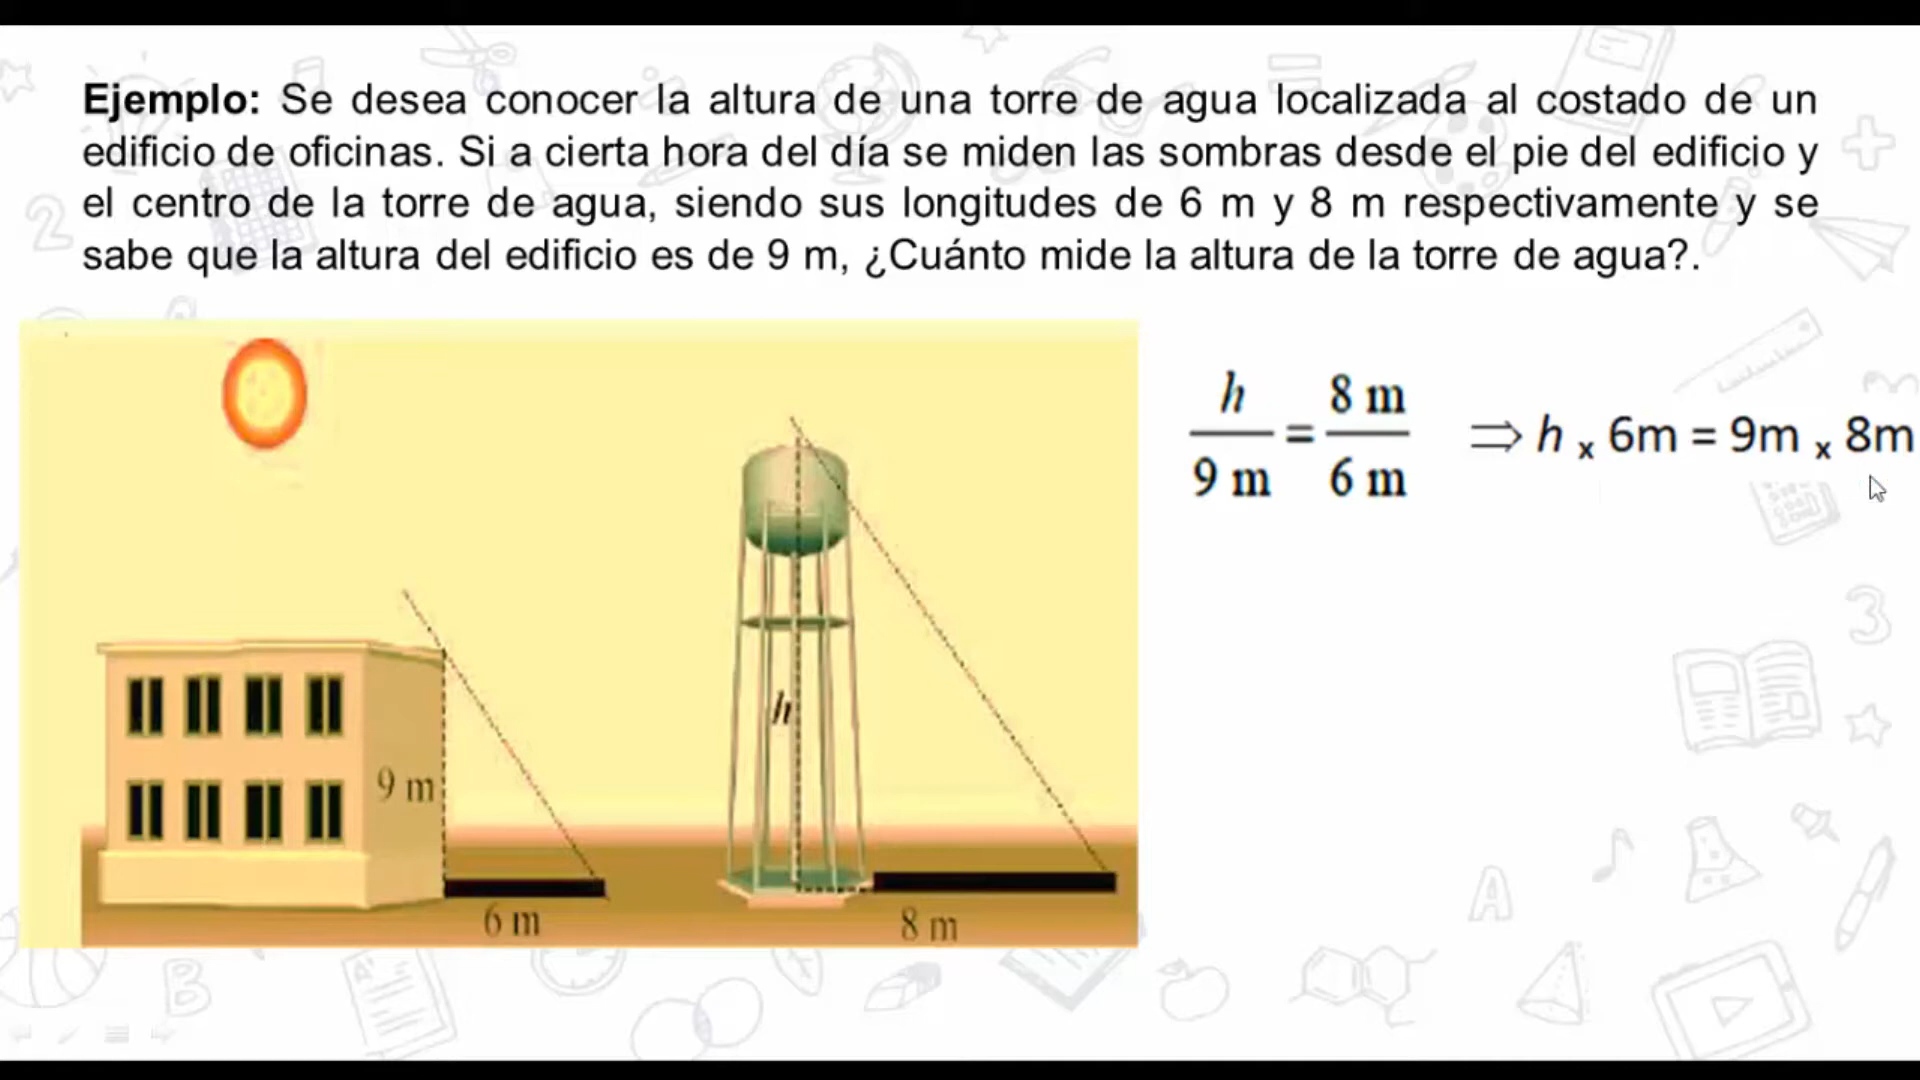 Ejemplo: Se desea conocer la altura de una torre de agua localizada al costado de un
edificio de oficinas. Si a cierta hora del día se miden las sombras desde el pie del edificio y
el centro de la torre de agua, siendo sus longitudes de 6 m y 8 m respectivamente y se
sabe que la altura del edificio es de 9 m, ¿Cuánto mide la altura de la torre de agua?.
h/9 m = 8 m/6 m ⇒ h x 6m = 9m x 8m
h
9 m
6 m
8 m
2
3
A
B
A+